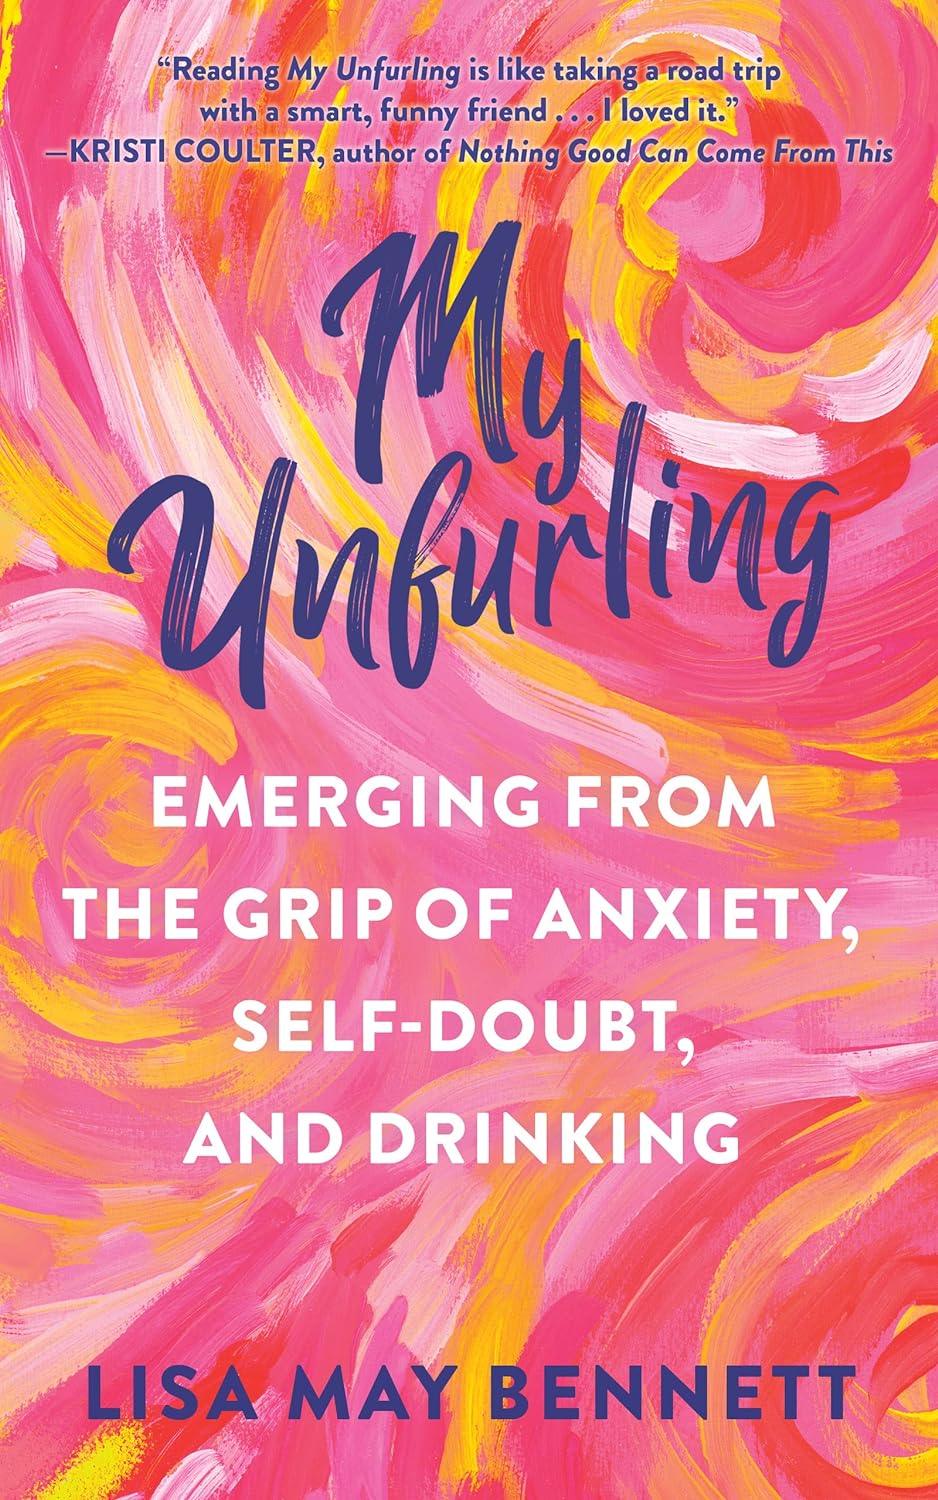 “Reading My Unfurling is like taking a road trip
with a smart, funny friend . . . I loved it.”
—KRISTI COULTER, author of Nothing Good Can Come From This
My
Unfurling
EMERGING FROM
THE GRIP OF ANXIETY,
SELF-DOUBT,
AND DRINKING
LISA MAY BENNETT